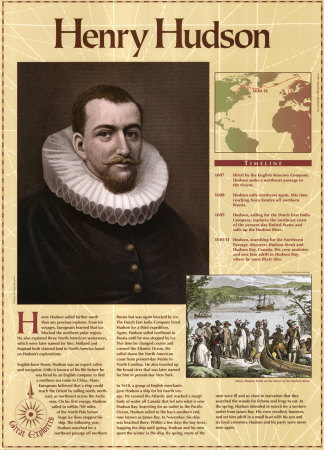 Henry Hudson
1610-11
TIMELINE
1607 Hired by the English Muscovy Company,
Hudson seeks a northeast passage to
the Orient.
1608 Hudson sails northeast again, this time
reaching Nova Zemlya off northern
Russia.
1609 Hudson, sailing for the Dutch East India
Company, explores the northeast coast
of the present-day United States and
sails up the Hudson River.
1610-11 Hudson, searching for the Northwest
Passage, discovers Hudson Strait and
Hudson Bay, Canada. His crew mutinies
and sets him adrift in Hudson Bay,
where he most likely dies.
Henry Hudson sailed farther north
than any previous explorer. From his
voyages, Europeans learned that ice
blocked the northern polar region.
He also explored three North American waterways,
which were later named for him. Holland and
England both claimed land in North America based
on Hudson's explorations.
English-born Henry Hudson was an expert sailor
and navigator. Little is known of his life before he
was hired by an English company to find
a northern sea route to China. Many
Europeans believed that a ship could
reach the Orient by sailing north, north-
east, or northwest across the Arctic
seas. On his first voyage, Hudson
sailed to within 700 miles
of the North Pole before
huge ice floes stopped his
ship. The following year,
Hudson searched for a
northeast passage off northern
Russia but was again blocked by ice.
The Dutch East India Company hired
Hudson for a third expedition.
Again, Hudson sailed northeast to
Russia until he was stopped by ice.
This time he changed course and
crossed the Atlantic Ocean. He
sailed down the North American
coast from present-day Maine to
North Carolina. He also traveled up
the broad river that was later named
for him in present-day New York.
In 1610, a group of English merchants
gave Hudson a ship for his fourth voy-
age. He crossed the Atlantic and reached a rough
body of water off Canada that led into what is now
Hudson Bay. Searching for an outlet to the Pacific
Ocean, Hudson sailed to the bay's southern end,
now known as James Bay. In November, his ship
was beached there. Within a few days the bay froze,
trapping the ship until spring. Hudson and his men
spent the winter in the ship. By spring, many of the
men were ill and so close to starvation that they
scoured the woods for
In the spring, Hudson intended to search for a western
outlet from James Bay. His crew revolted, however,
and set him adrift in a small boat with his son and
six loyal crewmen. Hudson and his party were never
seen again.
Great Explorers